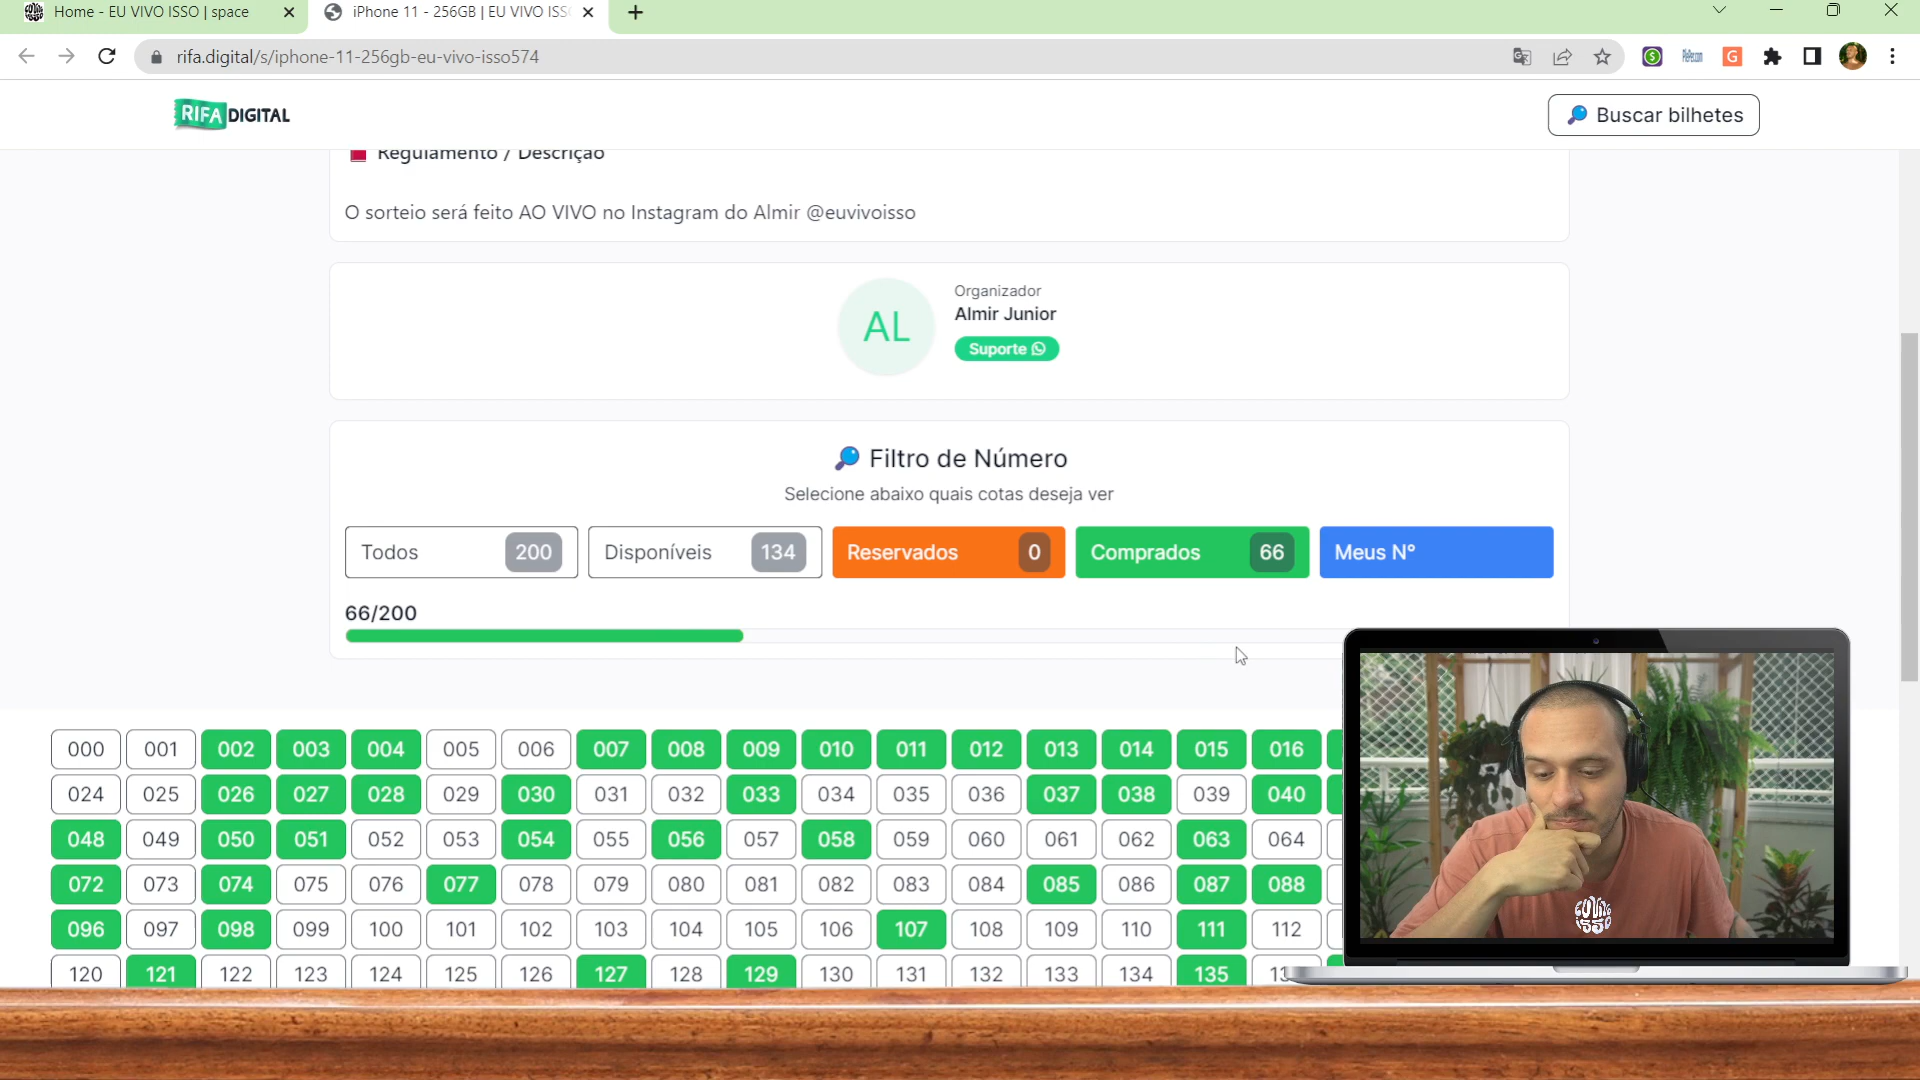 Home - EU VIVO ISSO | space
iPhone 11 - 256GB | EU VIVO ISS
rifa.digital/s/iphone-11-256gb-eu-vivo-isso574
RIFA DIGITAL
Buscar bilhetes
Regulamento / Descrição
O sorteio será feito AO VIVO no Instagram do Almir @euvivoisso
AL
Organizador
Almir Junior
Suporte
Filtro de Número
Selecione abaixo quais cotas deseja ver
Todos 200 Disponíveis 134 Reservados 0 Comprados 66 Meus N°
66/200
000 001 002 003 004 005 006 007 008 009 010 011 012 013 014 015 016
024 025 026 027 028 029 030 031 032 033 034 035 036 037 038 039 040
048 049 050 051 052 053 054 055 056 057 058 059 060 061 062 063 064
072 073 074 075 076 077 078 079 080 081 082 083 084 085 086 087 088
096 097 098 099 100 101 102 103 104 105 106 107 108 109 110 111 112
120 121 122 123 124 125 126 127 128 129 130 131 132 133 134 135
EU VIVO ISSO